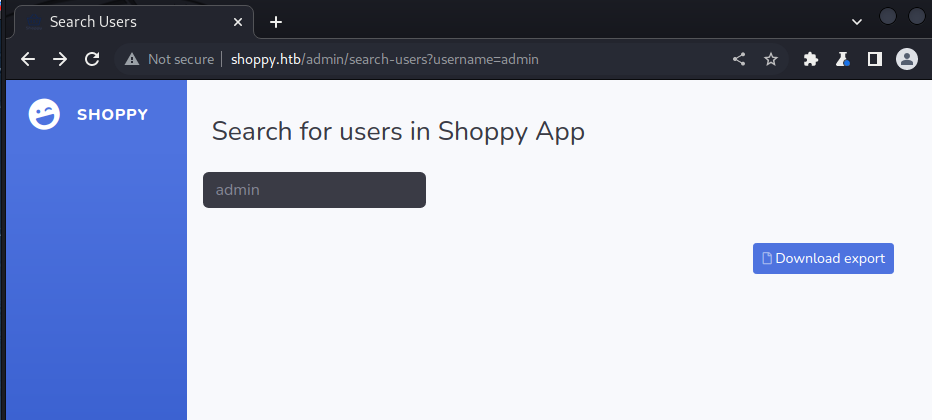 Search Users
Not secure shoppy.htb/admin/search-users?username=admin
SHOPPY
Search for users in Shoppy App
admin
Download export